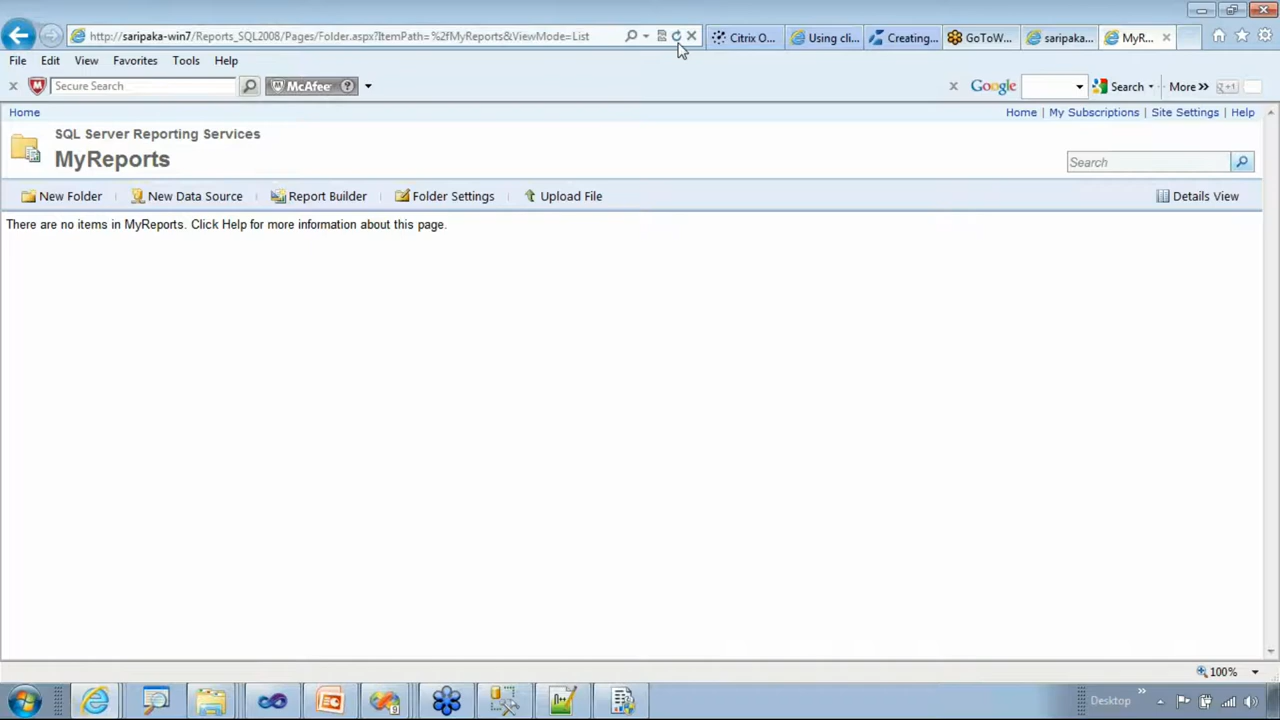 http://saripaka-win7/Reports_SQL2008/Pages/Folder.aspx?ItemPath=%2fMyReports&ViewMode=List
Citrix O...
Using cli...
Creating...
GoToW...
saripaka...
MyR...
File Edit View Favorites Tools Help
Secure Search
McAfee
Google
Search
More »
+1
Home
Home | My Subscriptions | Site Settings | Help
SQL Server Reporting Services
MyReports
Search
New Folder
New Data Source
Report Builder
Folder Settings
Upload File
Details View
There are no items in MyReports. Click Help for more information about this page.
100%
Desktop